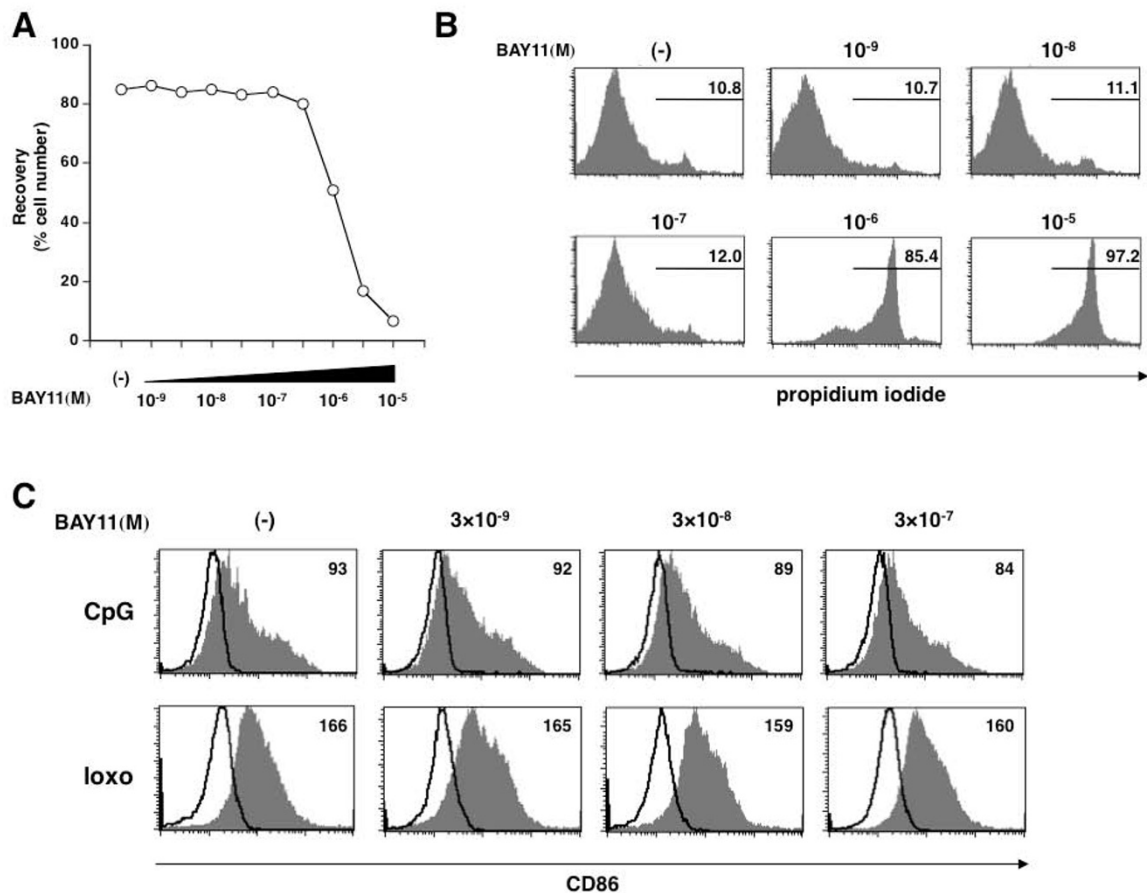 A
100
80
60
40
20
0
Recovery
(% cell number)
(-)
BAY11(M)
10-9 10-8 10-7 10-6 10-5
B
BAY11(M) (-) 10-9 10-8
10.8 10.7 11.1
10-7 10-6 10-5
12.0 85.4 97.2
propidium iodide
C
BAY11(M) (-) 3×10-9 3×10-8 3×10-7
CpG 93 92 89 84
loxo 166 165 159 160
CD86